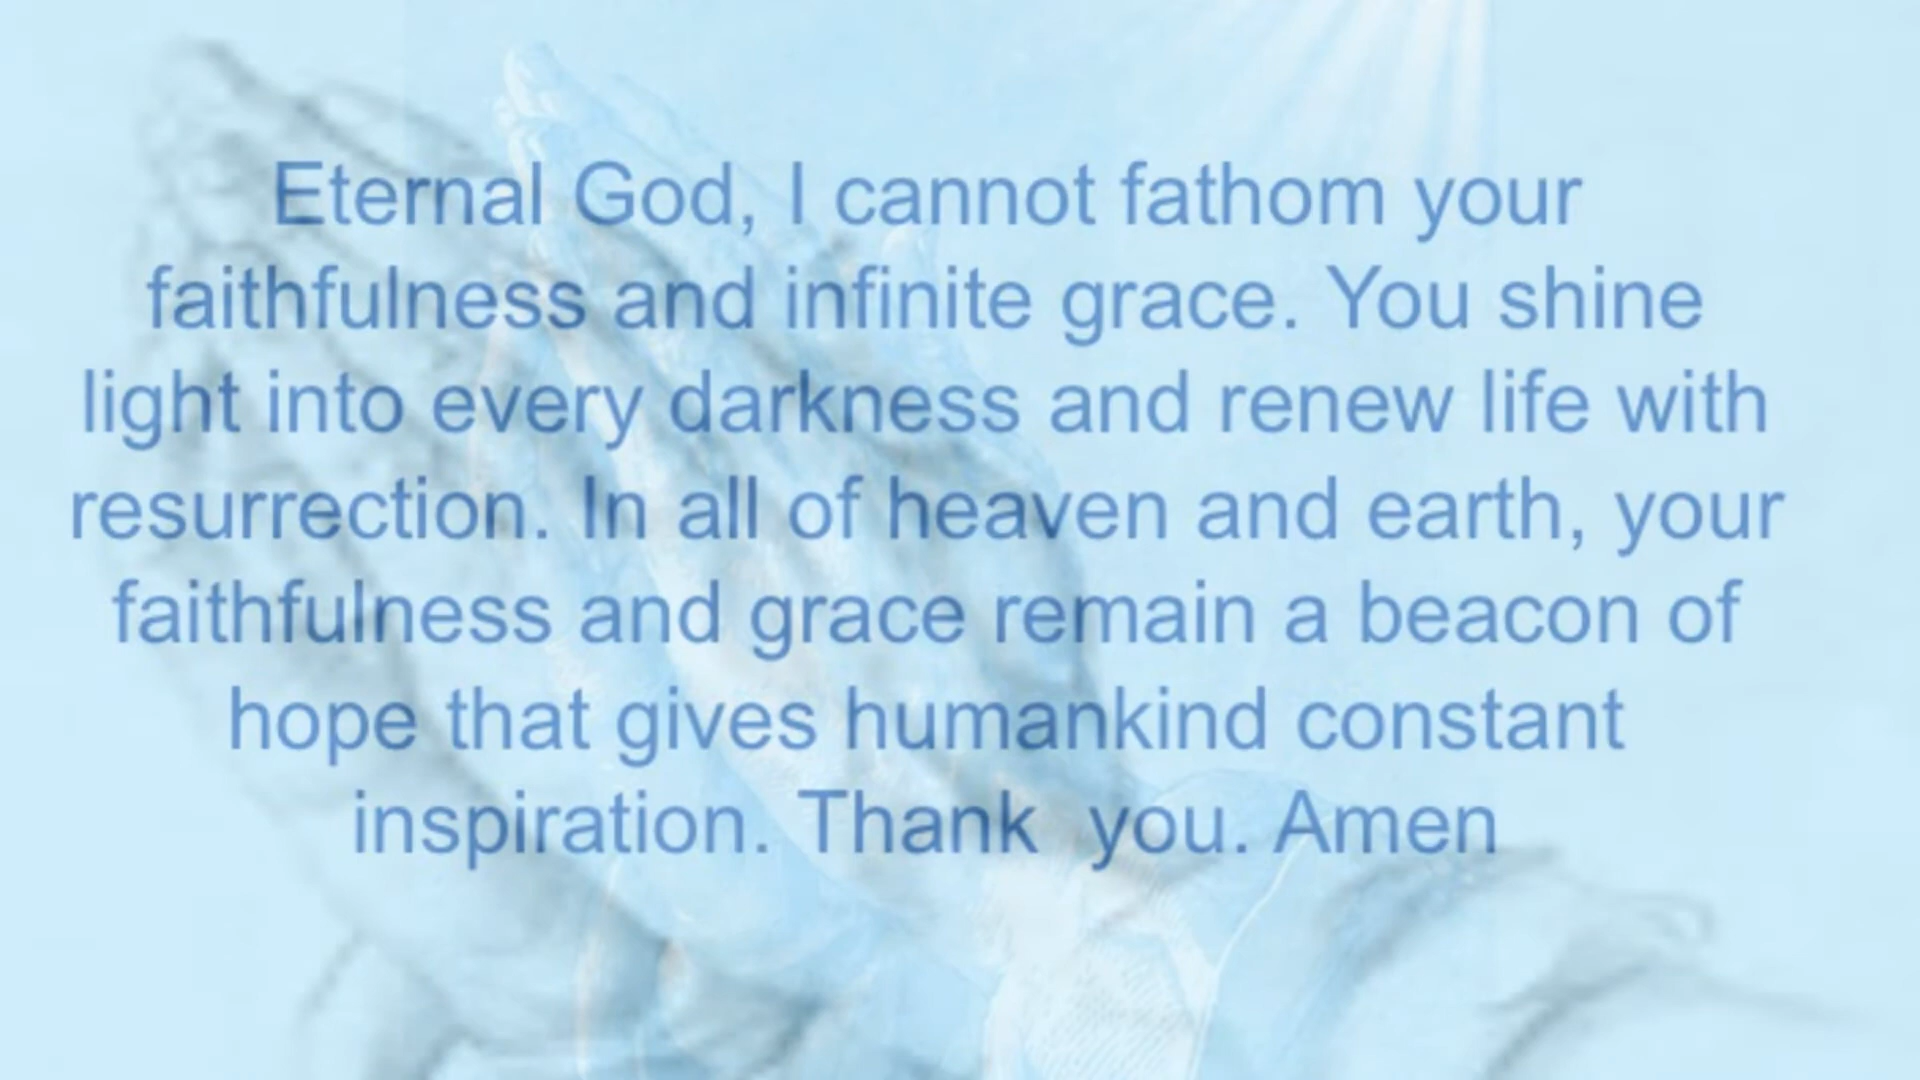 Eternal God, I cannot fathom your
faithfulness and infinite grace. You shine
light into every darkness and renew life with
resurrection. In all of heaven and earth, your
faithfulness and grace remain a beacon of
hope that gives humankind constant
inspiration. Thank  you. Amen